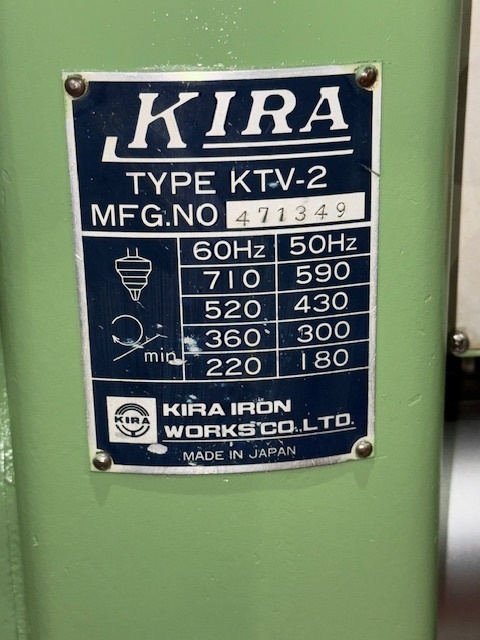 KIRA
TYPE KTV-2
MFG.NO 471349
60Hz 50Hz
710 590
520 430
360 300
min 220 180
KIRA KIRA IRON
WORKS CO.,LTD.
MADE IN JAPAN